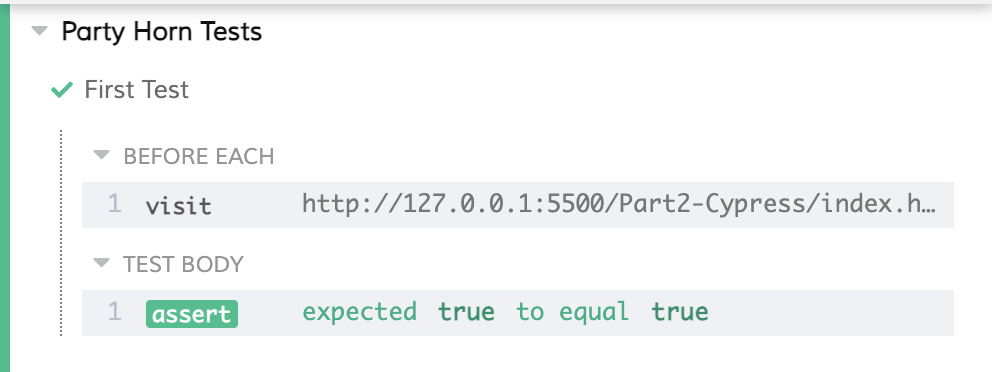 Party Horn Tests
First Test
BEFORE EACH
1 visit http://127.0.0.1:5500/Part2-Cypress/index.h…
TEST BODY
1 assert expected true to equal true